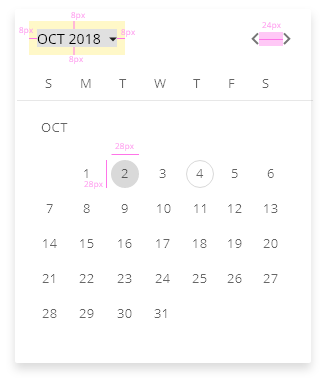 8px
24px
8px OCT 2018 8px
8px
S M T W T F S
OCT
28px
1 2 3 4 5 6
28px
7 8 9 10 11 12 13
14 15 16 17 18 19 20
21 22 23 24 25 26 27
28 29 30 31